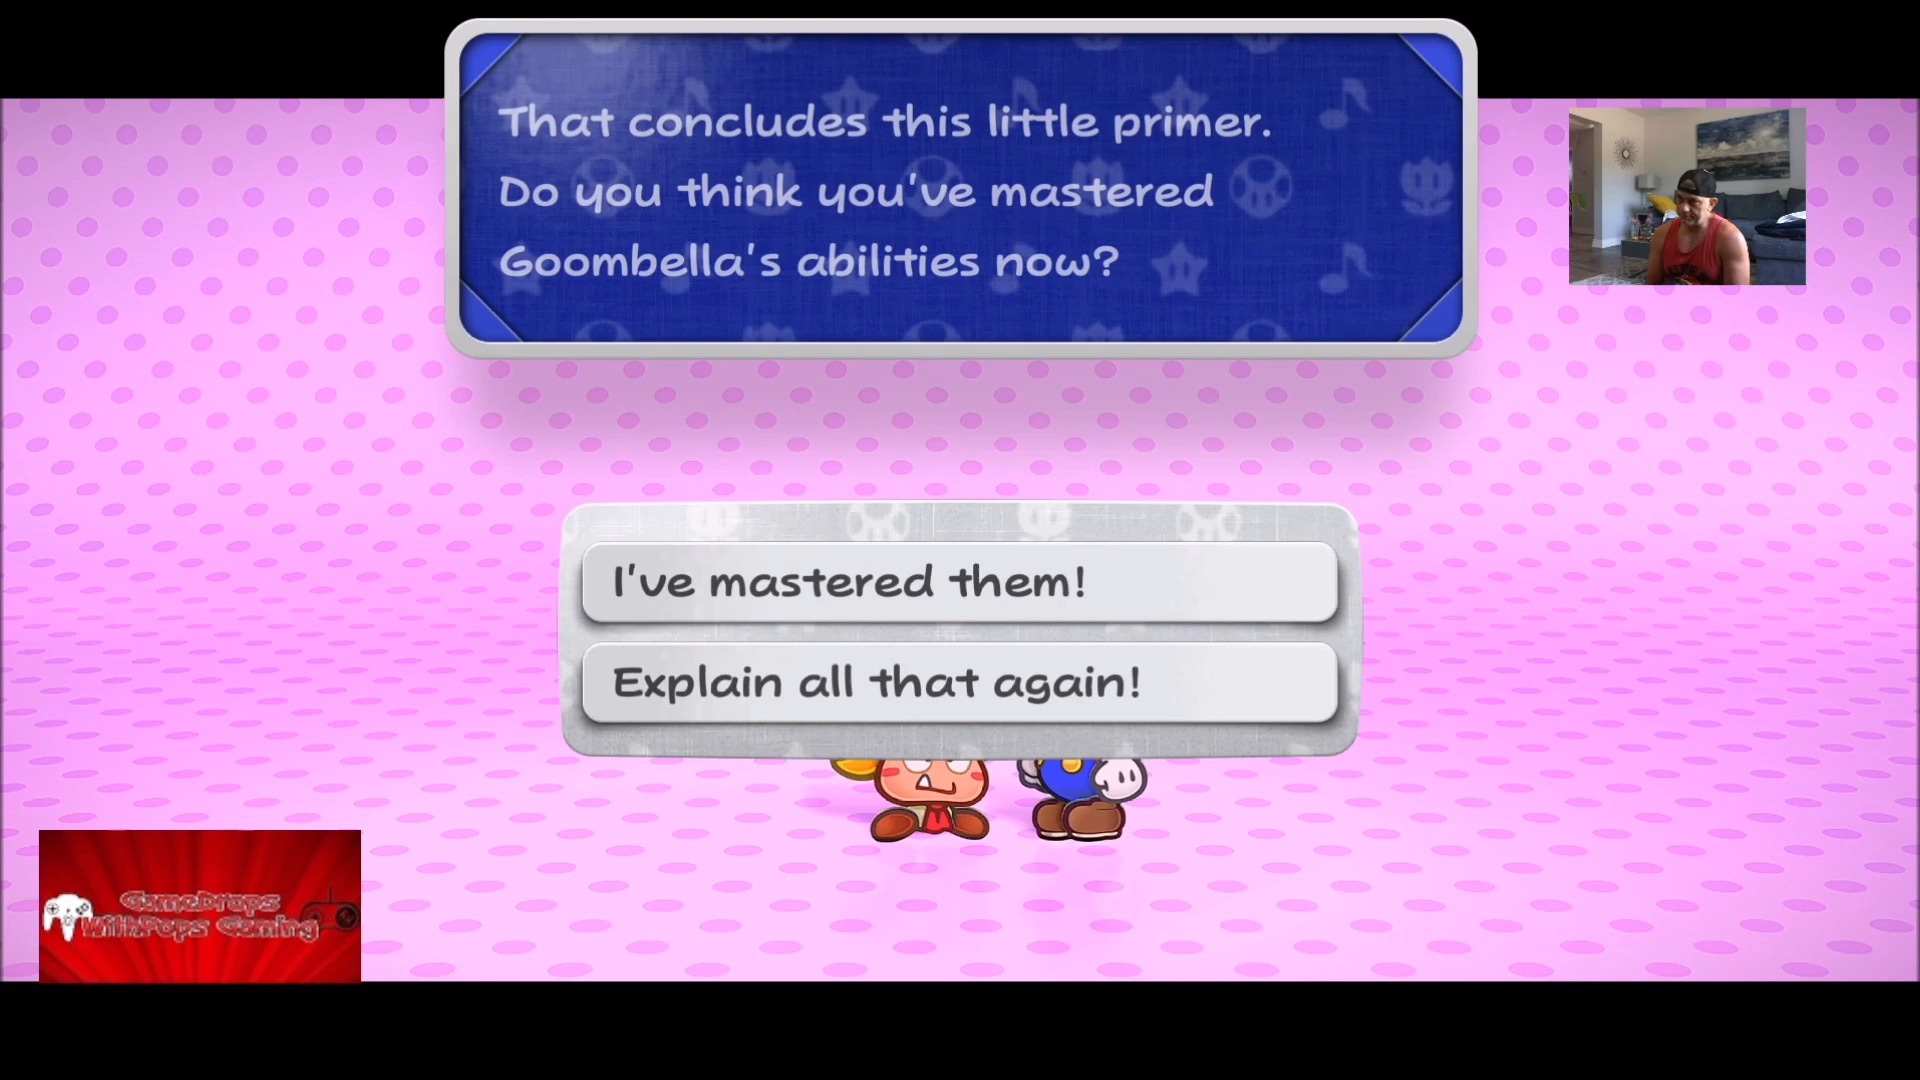 That concludes this little primer.
Do you think you've mastered
Goombella's abilities now?
I've mastered them!
Explain all that again!
GameDrops
WithPops Gaming